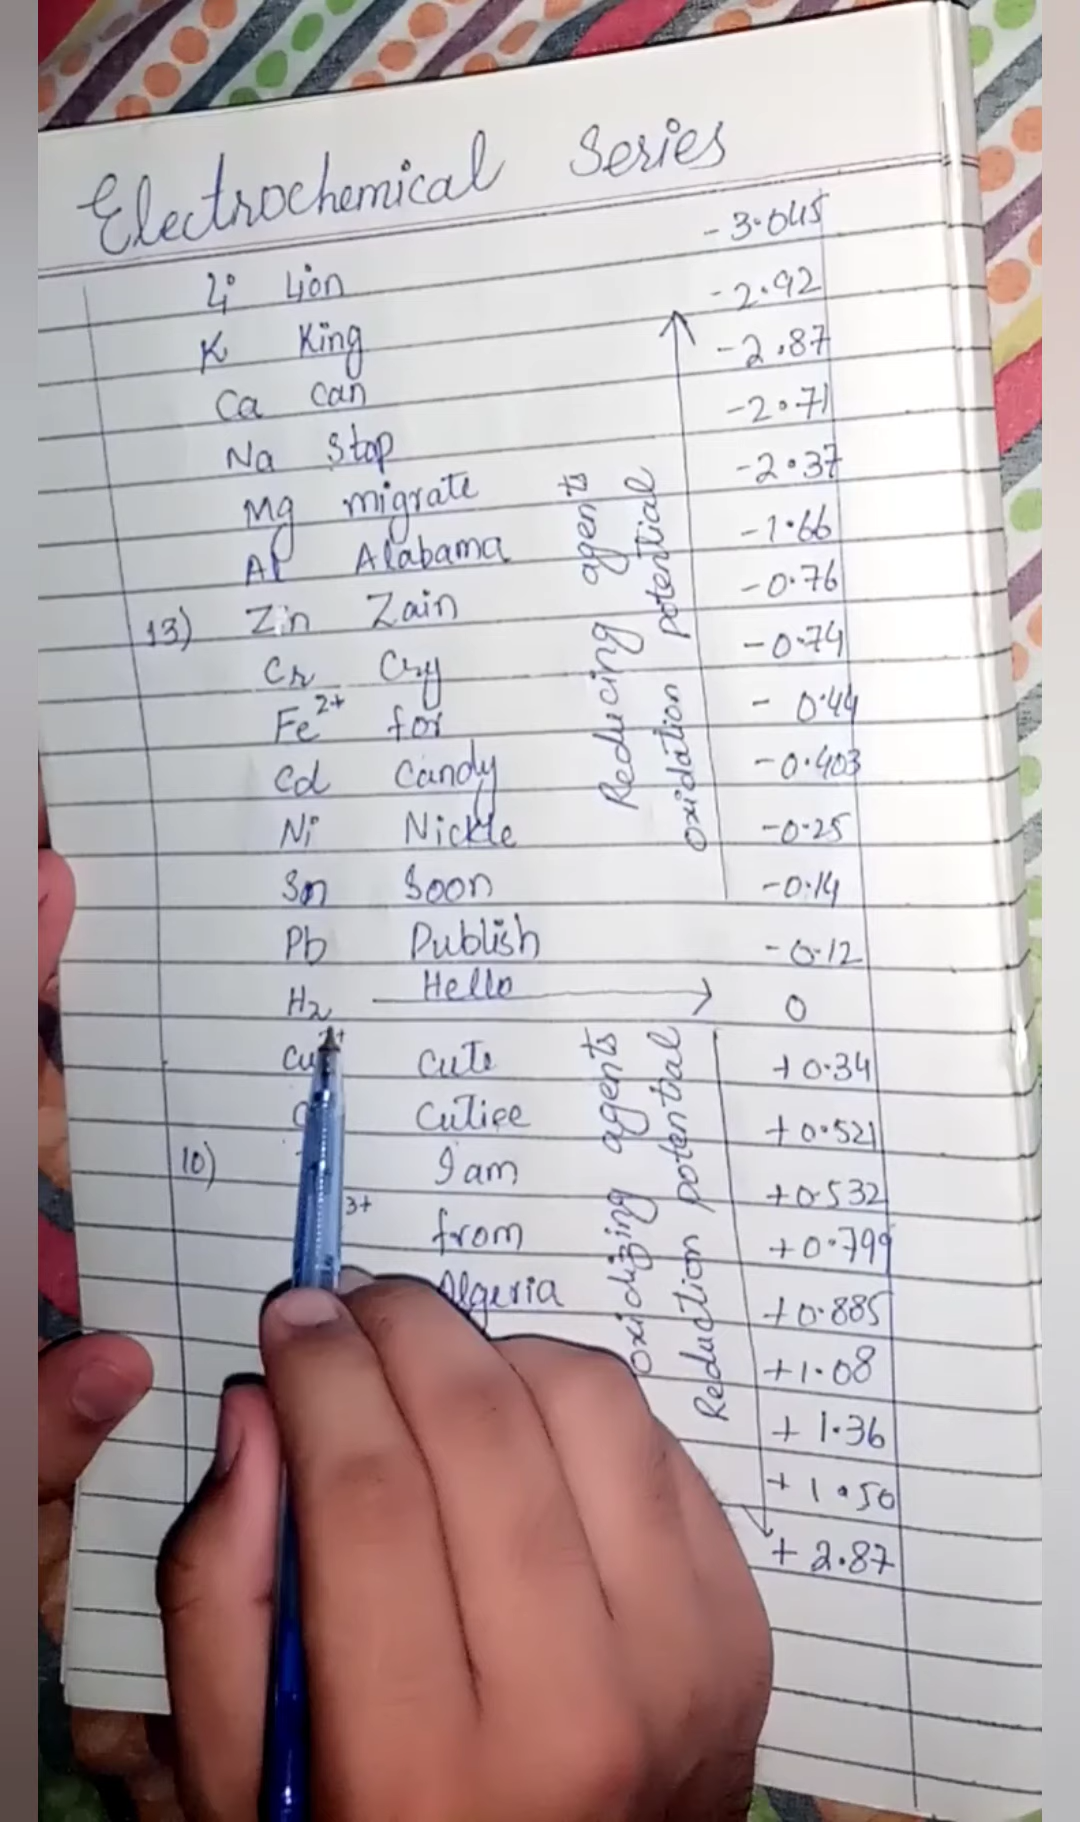 Electrochemical Series
Li Lion -3.045
K King -2.92
Ca can -2.87
Na Stop -2.71
Mg migrate -2.37
Al Alabama -1.66
13) Zn Zain -0.76
Cr Cry -0.74
Fe2+ for -0.44
Cd Candy -0.403
Ni Nickle -0.25
Sn Soon -0.14
Pb Publish -0.12
H2 Hello → 0
Cu2+ Cute +0.34
Cutiee +0.521
10) I am +0.532
3+ from +0.799
Algeria +0.885
+1.08
+1.36
+1.50
+2.87
Reducing agents
oxidation potential
oxidizing agents
Reduction potential